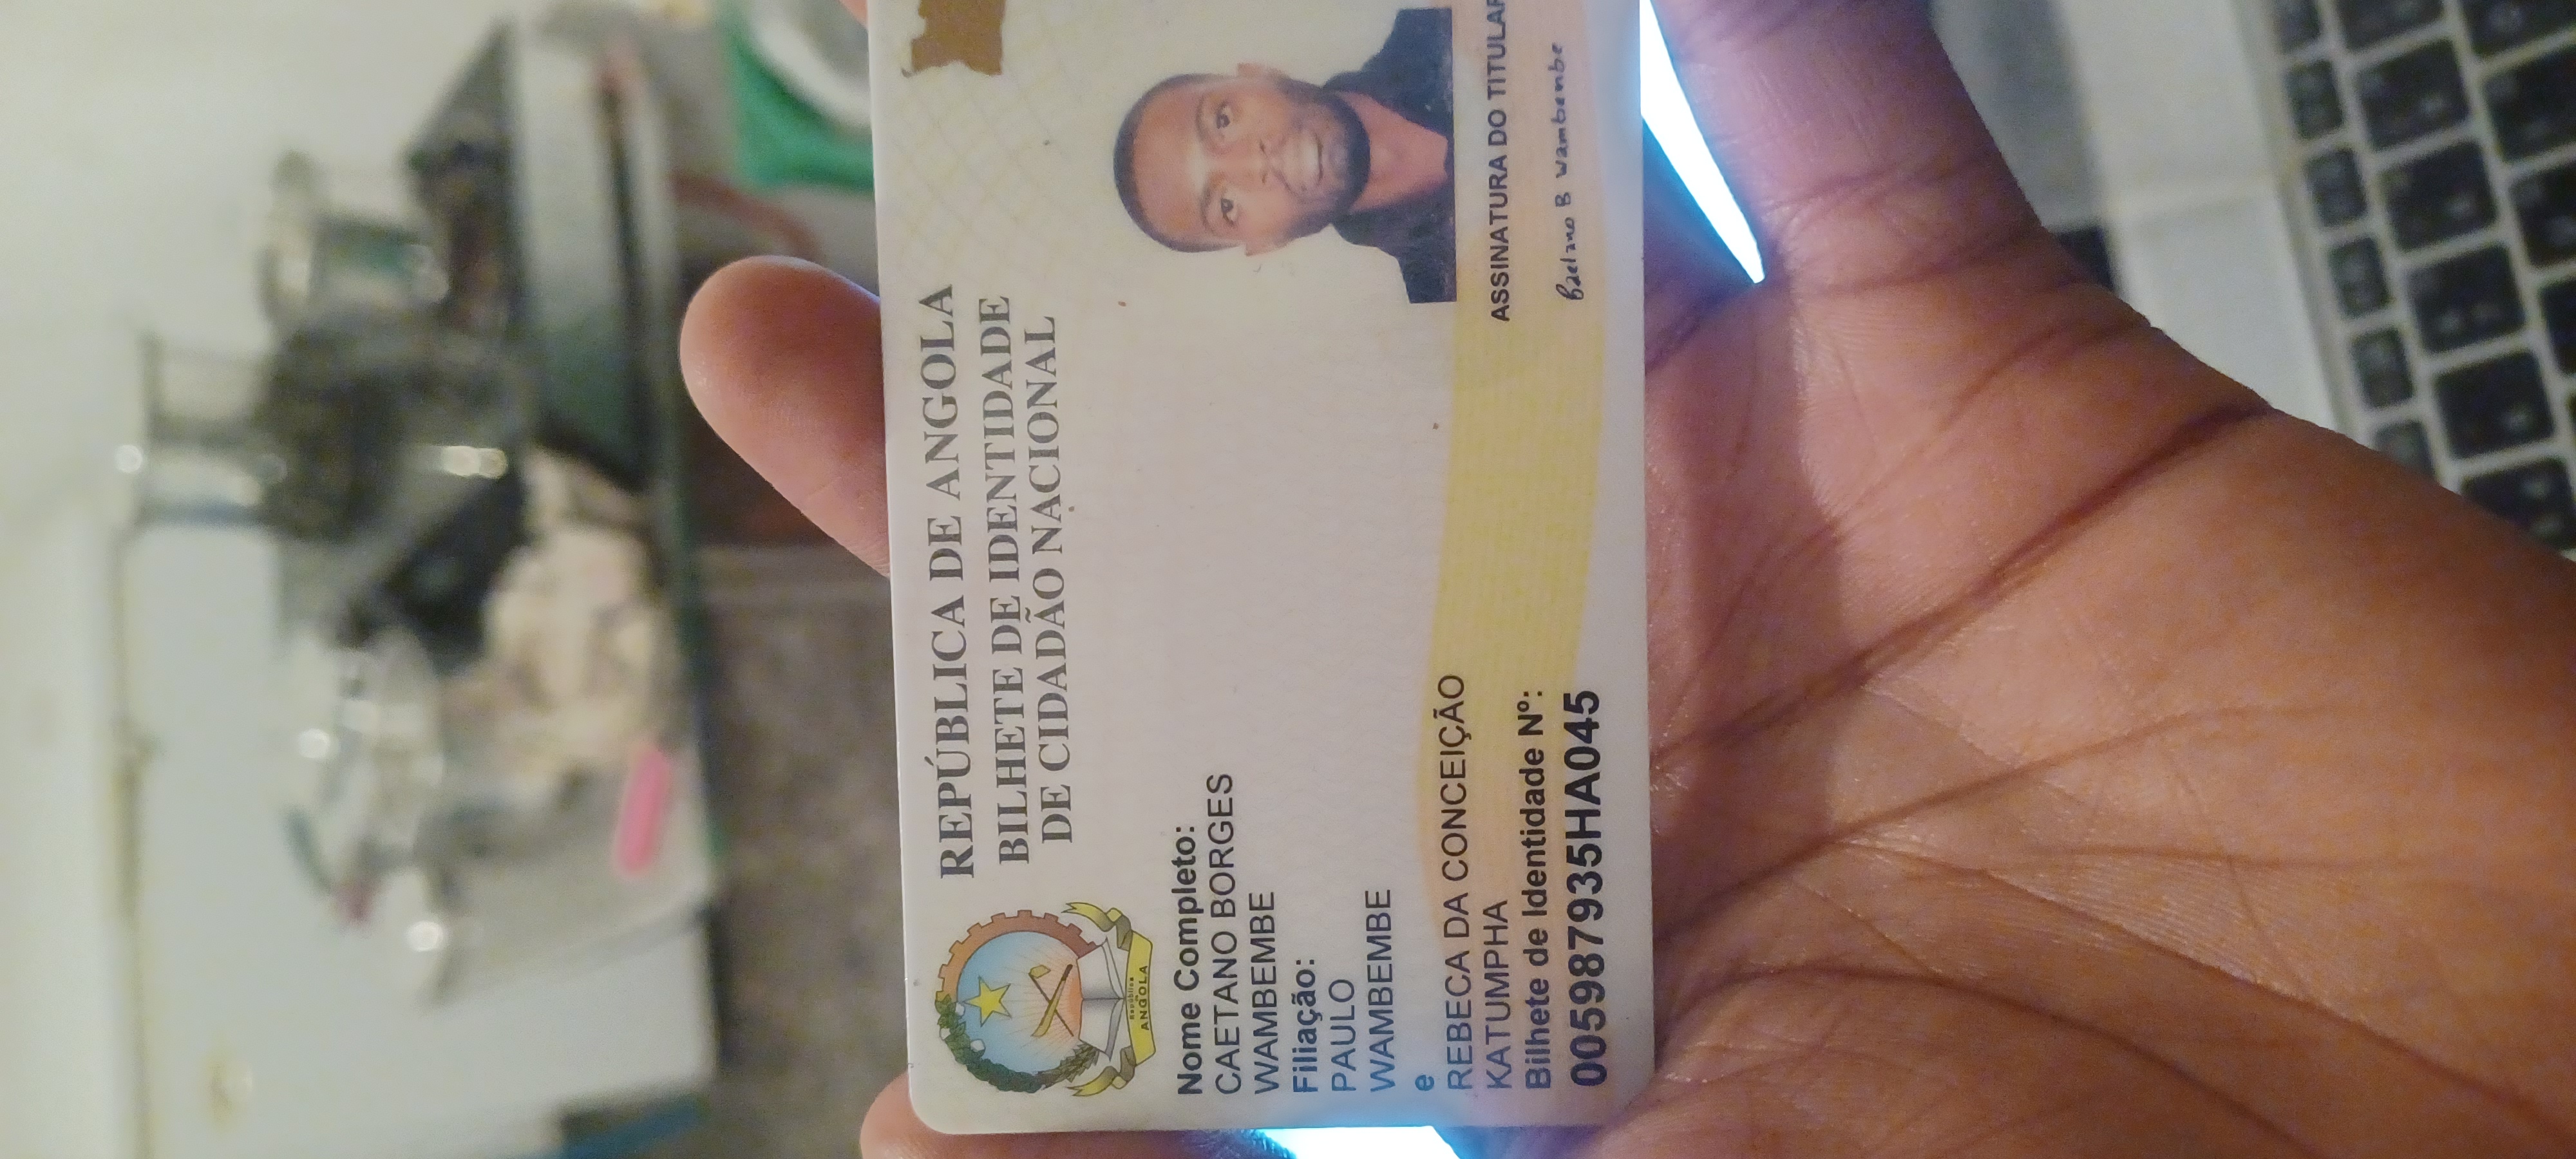 REPÚBLICA DE ANGOLA
BILHETE DE IDENTIDADE
DE CIDADÃO NACIONAL
República
de
ANGOLA
Nome Completo:
CAETANO BORGES
WAMBEMBE
Filiação:
PAULO
WAMBEMBE
e
REBECA DA CONCEIÇÃO
KATUMPHA
Bilhete de Identidade Nº:
005987935HA045
ASSINATURA DO TITULAR
Caetano B Wambembe